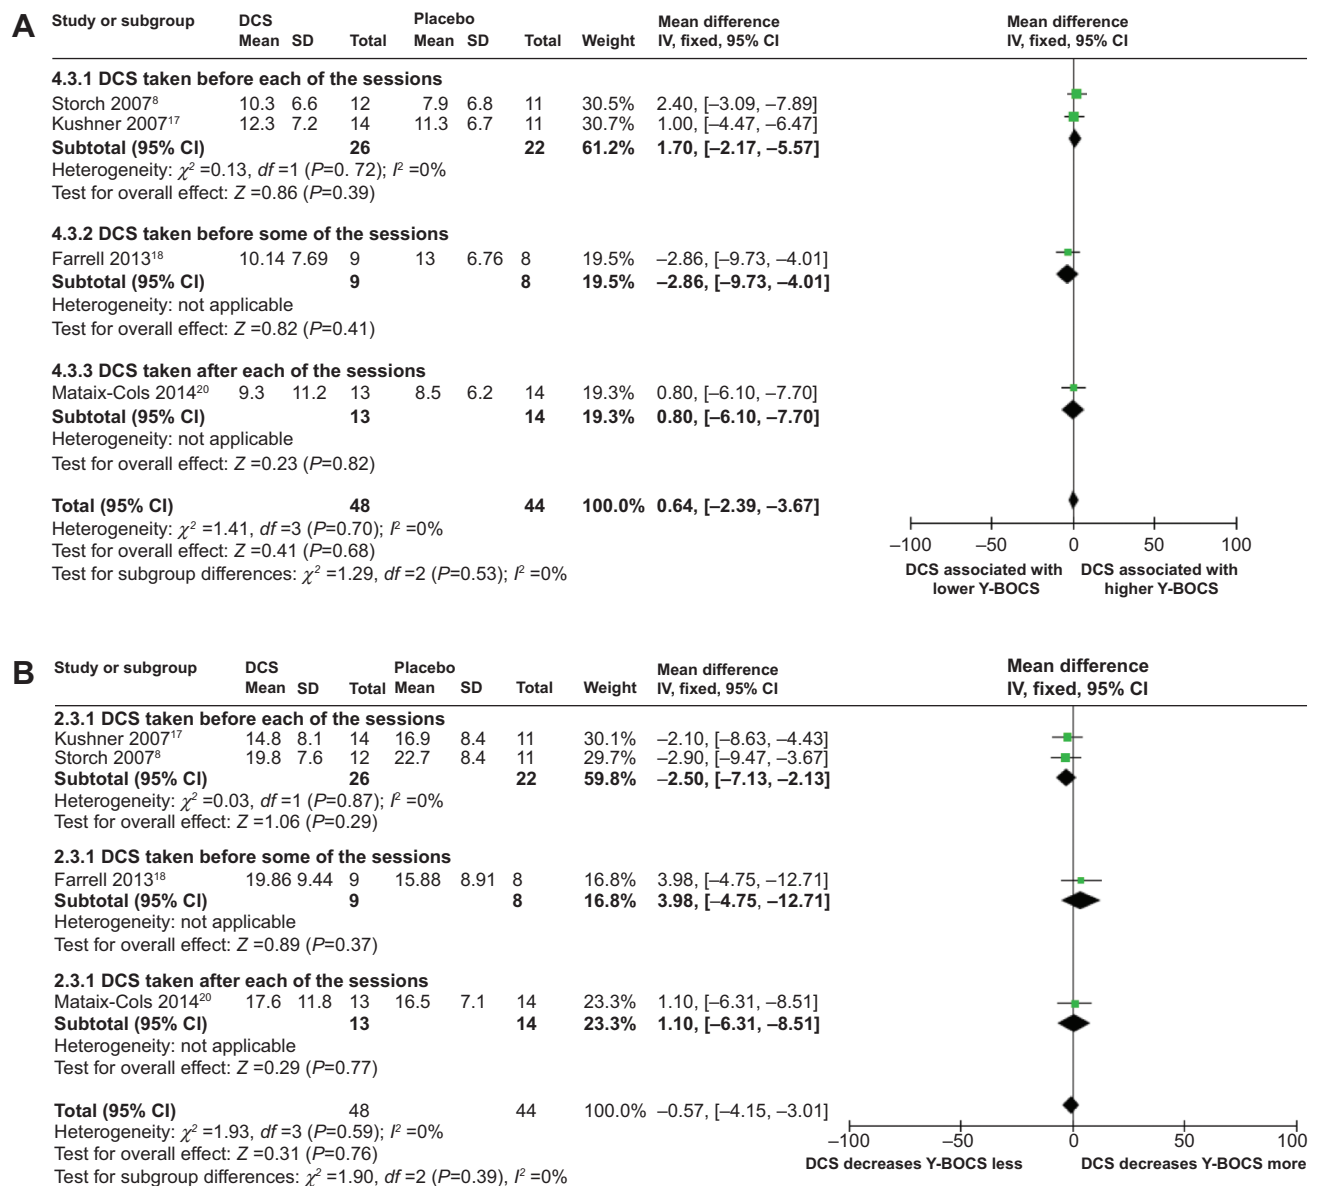 A
Study or subgroup DCS Placebo Mean difference Mean difference
Mean SD Total Mean SD Total Weight IV, fixed, 95% CI IV, fixed, 95% CI
4.3.1 DCS taken before each of the sessions
Storch 2007⁸ 10.3 6.6 12 7.9 6.8 11 30.5% 2.40, [–3.09, –7.89]
Kushner 2007¹⁷ 12.3 7.2 14 11.3 6.7 11 30.7% 1.00, [–4.47, –6.47]
Subtotal (95% CI) 26 22 61.2% 1.70, [–2.17, –5.57]
Heterogeneity: χ² =0.13, df =1 (P=0. 72); I² =0%
Test for overall effect: Z =0.86 (P=0.39)
4.3.2 DCS taken before some of the sessions
Farrell 2013¹⁸ 10.14 7.69 9 13 6.76 8 19.5% –2.86, [–9.73, –4.01]
Subtotal (95% CI) 9 8 19.5% –2.86, [–9.73, –4.01]
Heterogeneity: not applicable
Test for overall effect: Z =0.82 (P=0.41)
4.3.3 DCS taken after each of the sessions
Mataix-Cols 2014²⁰ 9.3 11.2 13 8.5 6.2 14 19.3% 0.80, [–6.10, –7.70]
Subtotal (95% CI) 13 14 19.3% 0.80, [–6.10, –7.70]
Heterogeneity: not applicable
Test for overall effect: Z =0.23 (P=0.82)
Total (95% CI) 48 44 100.0% 0.64, [–2.39, –3.67]
Heterogeneity: χ² =1.41, df =3 (P=0.70); I² =0%
Test for overall effect: Z =0.41 (P=0.68)
Test for subgroup differences: χ² =1.29, df =2 (P=0.53); I² =0%
–100 –50 0 50 100
DCS associated with DCS associated with
lower Y-BOCS higher Y-BOCS
B
Study or subgroup DCS Placebo Mean difference Mean difference
Mean SD Total Mean SD Total Weight IV, fixed, 95% CI IV, fixed, 95% CI
2.3.1 DCS taken before each of the sessions
Kushner 2007¹⁷ 14.8 8.1 14 16.9 8.4 11 30.1% –2.10, [–8.63, –4.43]
Storch 2007⁸ 19.8 7.6 12 22.7 8.4 11 29.7% –2.90, [–9.47, –3.67]
Subtotal (95% CI) 26 22 59.8% –2.50, [–7.13, –2.13]
Heterogeneity: χ² =0.03, df =1 (P=0.87); I² =0%
Test for overall effect: Z =1.06 (P=0.29)
2.3.1 DCS taken before some of the sessions
Farrell 2013¹⁸ 19.86 9.44 9 15.88 8.91 8 16.8% 3.98, [–4.75, –12.71]
Subtotal (95% CI) 9 8 16.8% 3.98, [–4.75, –12.71]
Heterogeneity: not applicable
Test for overall effect: Z =0.89 (P=0.37)
2.3.1 DCS taken after each of the sessions
Mataix-Cols 2014²⁰ 17.6 11.8 13 16.5 7.1 14 23.3% 1.10, [–6.31, –8.51]
Subtotal (95% CI) 13 14 23.3% 1.10, [–6.31, –8.51]
Heterogeneity: not applicable
Test for overall effect: Z =0.29 (P=0.77)
Total (95% CI) 48 44 100.0% –0.57, [–4.15, –3.01]
Heterogeneity: χ² =1.93, df =3 (P=0.59); I² =0%
Test for overall effect: Z =0.31 (P=0.76)
Test for subgroup differences: χ² =1.90, df =2 (P=0.39), I² =0%
–100 –50 0 50 100
DCS decreases Y-BOCS less DCS decreases Y-BOCS more